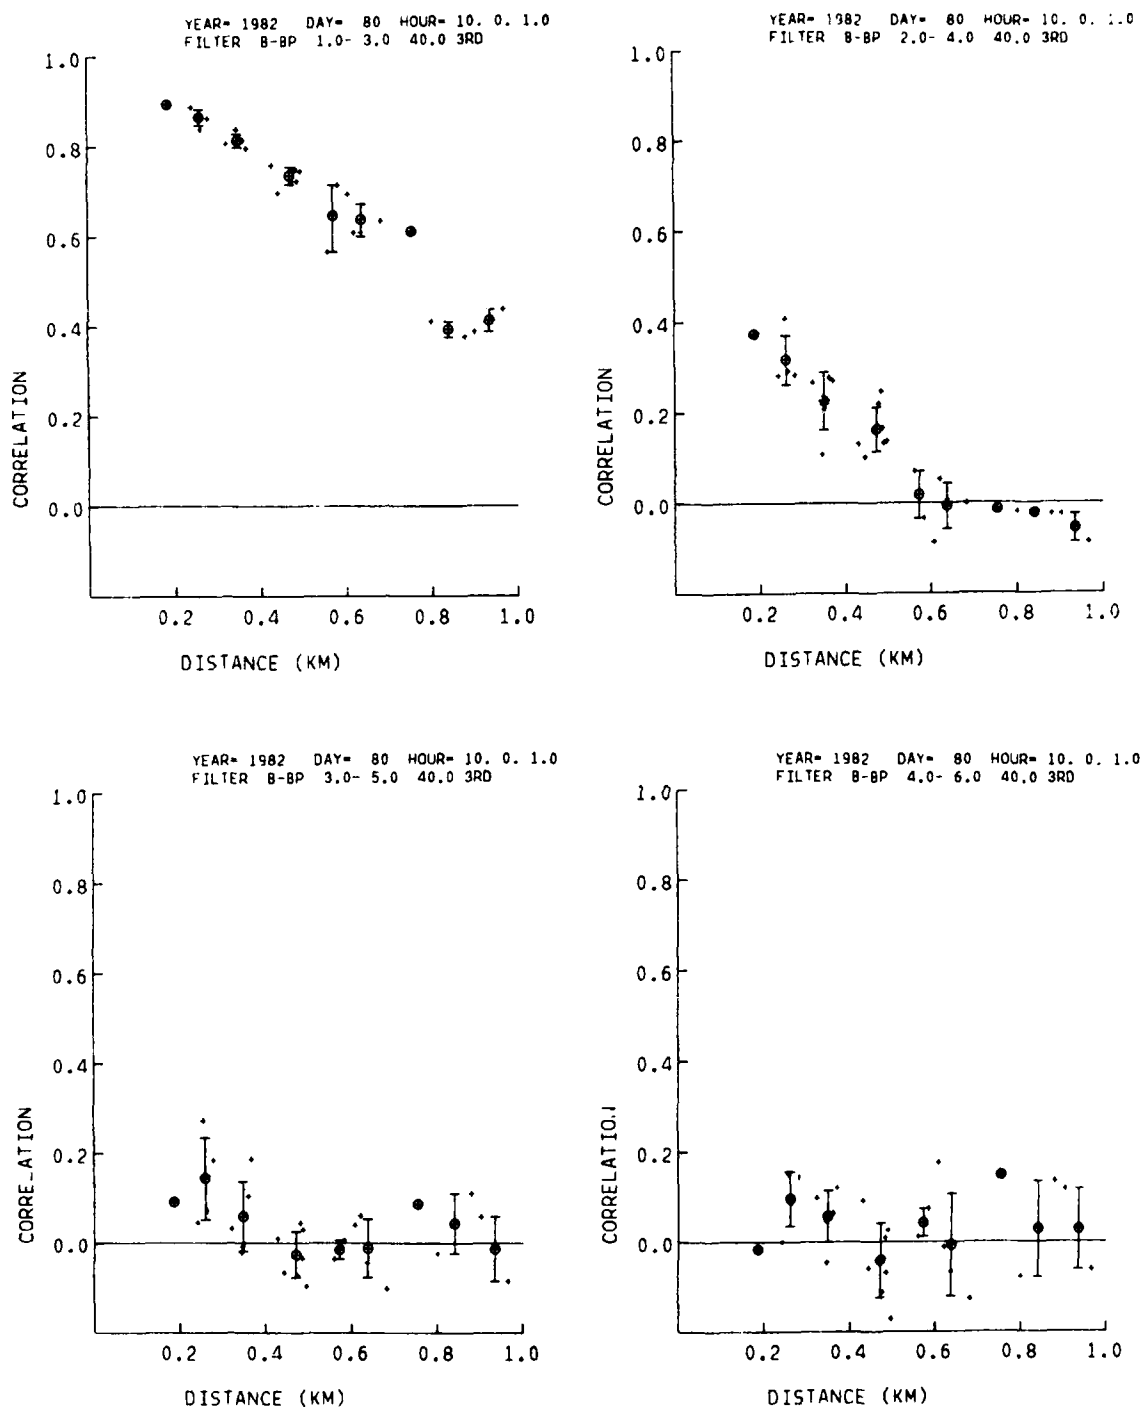 YEAR= 1982 DAY= 80 HOUR= 10. 0. 1.0
FILTER B-BP 1.0- 3.0 40.0 3RD
1.0
0.8
0.6
0.4
0.2
0.0
CORRELATION
0.2 0.4 0.6 0.8 1.0
DISTANCE (KM)
YEAR= 1982 DAY= 80 HOUR= 10. 0. 1.0
FILTER B-BP 2.0- 4.0 40.0 3RD
1.0
0.8
0.6
0.4
0.2
0.0
CORRELATION
0.2 0.4 0.6 0.8 1.0
DISTANCE (KM)
YEAR= 1982 DAY= 80 HOUR= 10. 0. 1.0
FILTER B-BP 3.0- 5.0 40.0 3RD
1.0
0.8
0.6
0.4
0.2
0.0
CORRELATION
0.2 0.4 0.6 0.8 1.0
DISTANCE (KM)
YEAR= 1982 DAY= 80 HOUR= 10. 0. 1.0
FILTER B-BP 4.0- 6.0 40.0 3RD
1.0
0.8
0.6
0.4
0.2
0.0
CORRELATION
0.2 0.4 0.6 0.8 1.0
DISTANCE (KM)